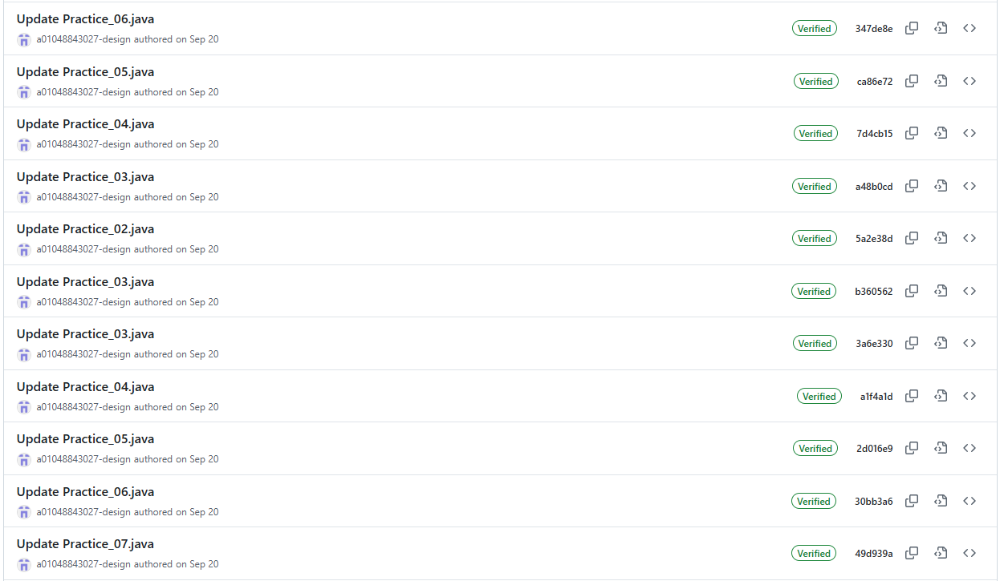 Update Practice_06.java
Verified 347de8e
a01048843027-design authored on Sep 20
Update Practice_05.java
Verified ca86e72
a01048843027-design authored on Sep 20
Update Practice_04.java
Verified 7d4cb15
a01048843027-design authored on Sep 20
Update Practice_03.java
Verified a48b0cd
a01048843027-design authored on Sep 20
Update Practice_02.java
Verified 5a2e38d
a01048843027-design authored on Sep 20
Update Practice_03.java
Verified b360562
a01048843027-design authored on Sep 20
Update Practice_03.java
Verified 3a6e330
a01048843027-design authored on Sep 20
Update Practice_04.java
Verified a1f4a1d
a01048843027-design authored on Sep 20
Update Practice_05.java
Verified 2d016e9
a01048843027-design authored on Sep 20
Update Practice_06.java
Verified 30bb3a6
a01048843027-design authored on Sep 20
Update Practice_07.java
Verified 49d939a
a01048843027-design authored on Sep 20